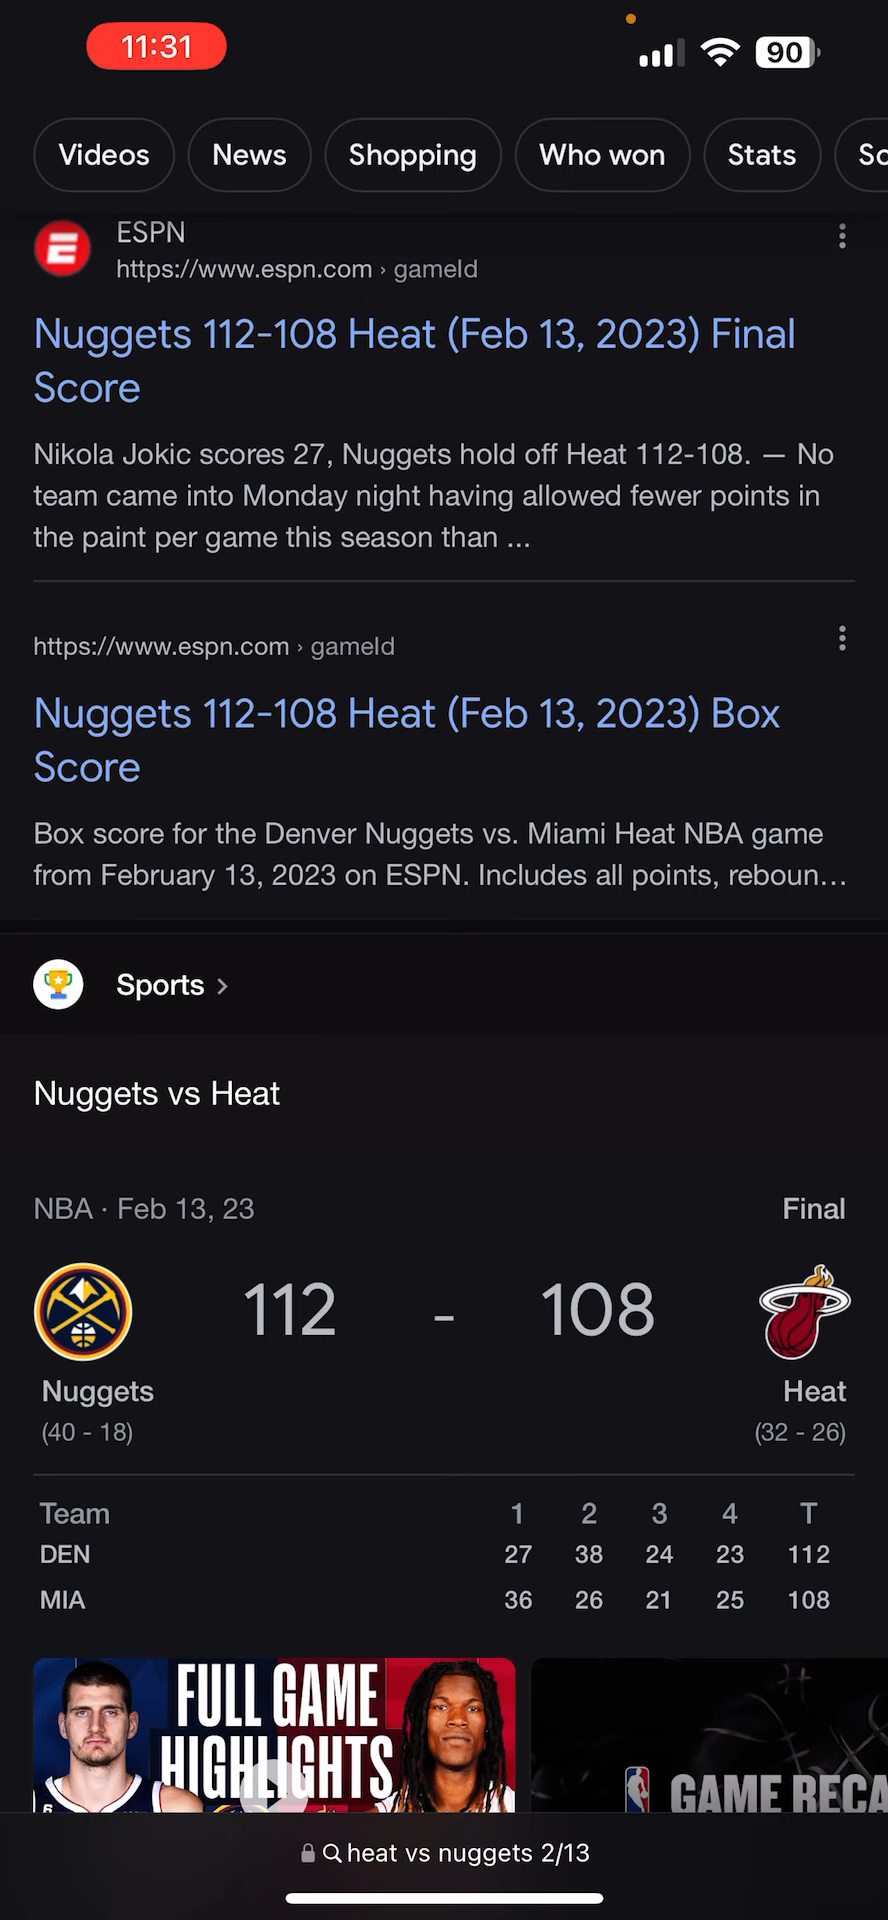 11:31
90
Videos
News
Shopping
Who won
Stats
Sc
ESPN
https://www.espn.com › gameId
Nuggets 112-108 Heat (Feb 13, 2023) Final
Score
Nikola Jokic scores 27, Nuggets hold off Heat 112-108. — No
team came into Monday night having allowed fewer points in
the paint per game this season than ...
https://www.espn.com › gameId
Nuggets 112-108 Heat (Feb 13, 2023) Box
Score
Box score for the Denver Nuggets vs. Miami Heat NBA game
from February 13, 2023 on ESPN. Includes all points, reboun...
Sports ›
Nuggets vs Heat
NBA · Feb 13, 23
Final
112 - 108
Nuggets
Heat
(40 - 18)
(32 - 26)
Team 1 2 3 4 T
DEN 27 38 24 23 112
MIA 36 26 21 25 108
FULL GAME
HIGHLIGHTS
GAME RECA
heat vs nuggets 2/13